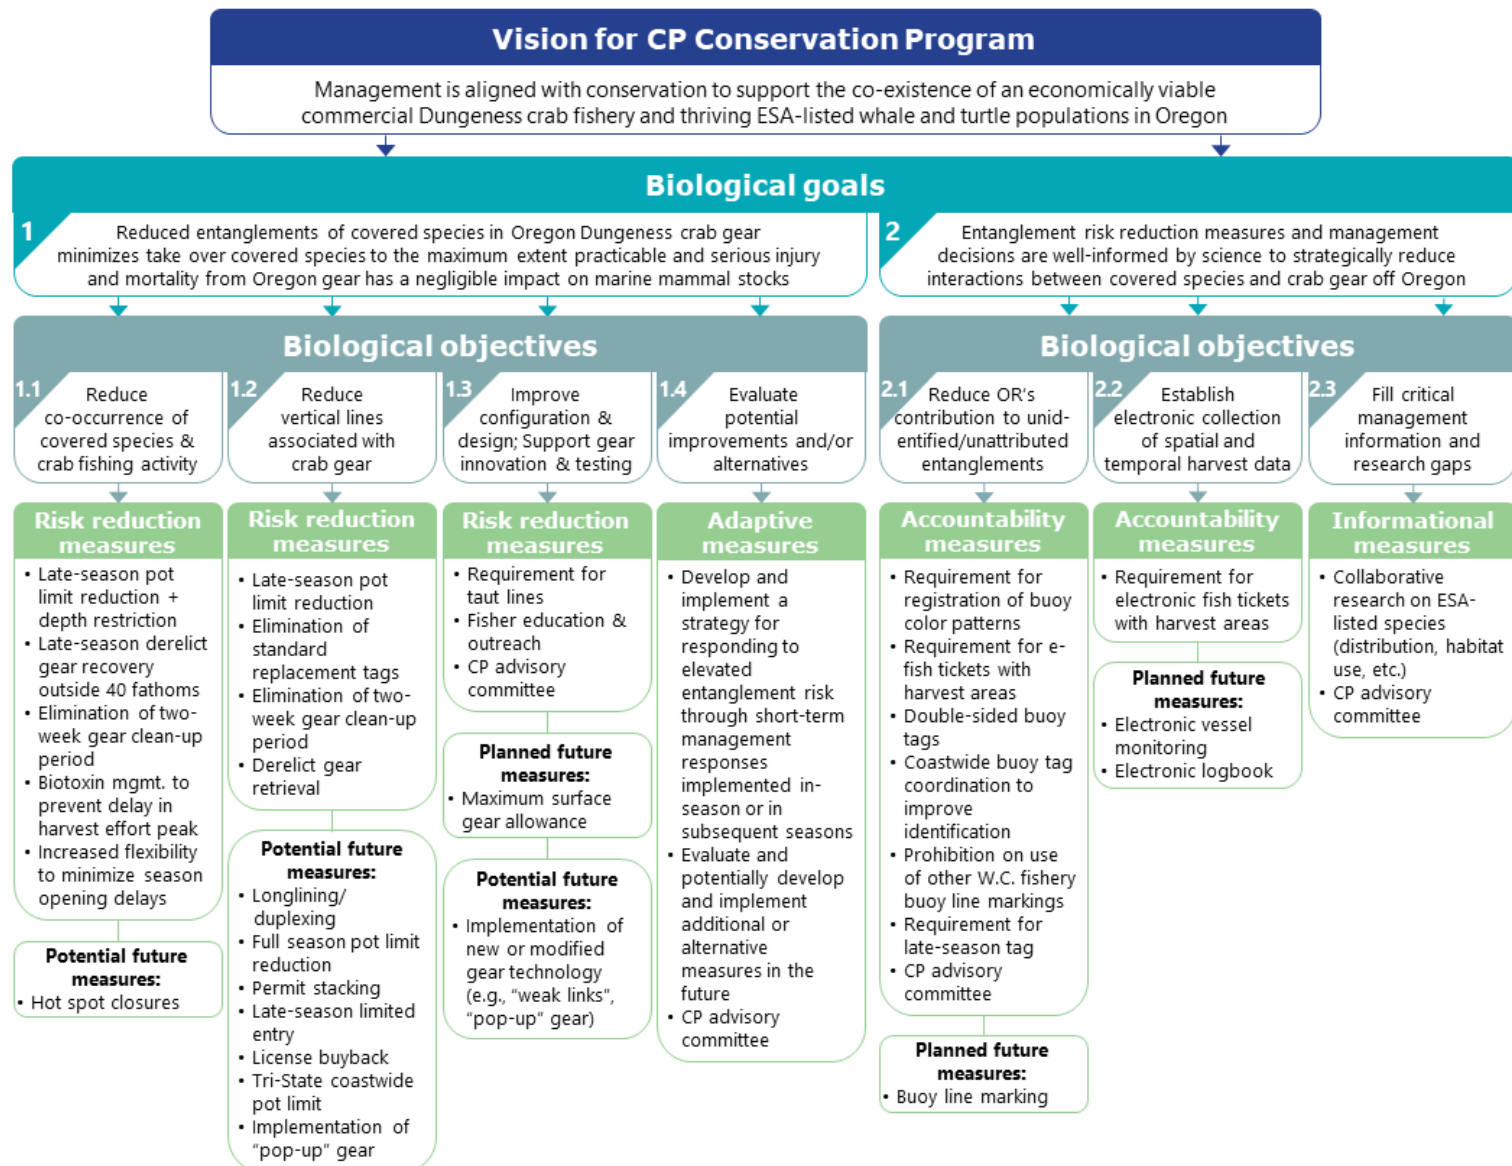 Vision for CP Conservation Program
Management is aligned with conservation to support the co-existence of an economically viable
commercial Dungeness crab fishery and thriving ESA-listed whale and turtle populations in Oregon
Biological goals
1
Reduced entanglements of covered species in Oregon Dungeness crab gear
minimizes take over covered species to the maximum extent practicable and serious injury
and mortality from Oregon gear has a negligible impact on marine mammal stocks
2
Entanglement risk reduction measures and management
decisions are well-informed by science to strategically reduce
interactions between covered species and crab gear off Oregon
Biological objectives
1.1
Reduce
co-occurrence of
covered species &
crab fishing activity
1.2
Reduce
vertical lines
associated with
crab gear
1.3
Improve
configuration &
design; Support gear
innovation & testing
1.4
Evaluate
potential
improvements and/or
alternatives
Biological objectives
2.1
Reduce OR's
contribution to unid-
entified/unattributed
entanglements
2.2
Establish
electronic collection
of spatial and
temporal harvest data
2.3
Fill critical
management
information and
research gaps
Risk reduction
measures
• Late-season pot
limit reduction +
depth restriction
• Late-season derelict
gear recovery
outside 40 fathoms
• Elimination of two-
week gear clean-up
period
• Biotoxin mgmt. to
prevent delay in
harvest effort peak
• Increased flexibility
to minimize season
opening delays
Potential future
measures:
• Hot spot closures
Risk reduction
measures
• Late-season pot
limit reduction
• Elimination of
standard
replacement tags
• Elimination of two-
week gear clean-up
period
• Derelict gear
retrieval
Potential future
measures:
• Longlining/
duplexing
• Full season pot limit
reduction
• Permit stacking
• Late-season limited
entry
• License buyback
• Tri-State coastwide
pot limit
• Implementation of
"pop-up" gear
Risk reduction
measures
• Requirement for
taut lines
• Fisher education &
outreach
• CP advisory
committee
Planned future
measures:
• Maximum surface
gear allowance
Potential future
measures:
• Implementation of
new or modified
gear technology
(e.g., "weak links",
"pop-up" gear)
Adaptive
measures
• Develop and
implement a
strategy for
responding to
elevated
entanglement risk
through short-term
management
responses
implemented in-
season or in
subsequent seasons
• Evaluate and
potentially develop
and implement
additional or
alternative
measures in the
future
• CP advisory
committee
Accountability
measures
• Requirement for
registration of buoy
color patterns
• Requirement for e-
fish tickets with
harvest areas
• Double-sided buoy
tags
• Coastwide buoy tag
coordination to
improve
identification
• Prohibition on use
of other W.C. fishery
buoy line markings
• Requirement for
late-season tag
• CP advisory
committee
Planned future
measures:
• Buoy line marking
Accountability
measures
• Requirement for
electronic fish tickets
with harvest areas
Planned future
measures:
• Electronic vessel
monitoring
• Electronic logbook
Informational
measures
• Collaborative
research on ESA-
listed species
(distribution, habitat
use, etc.)
• CP advisory
committee